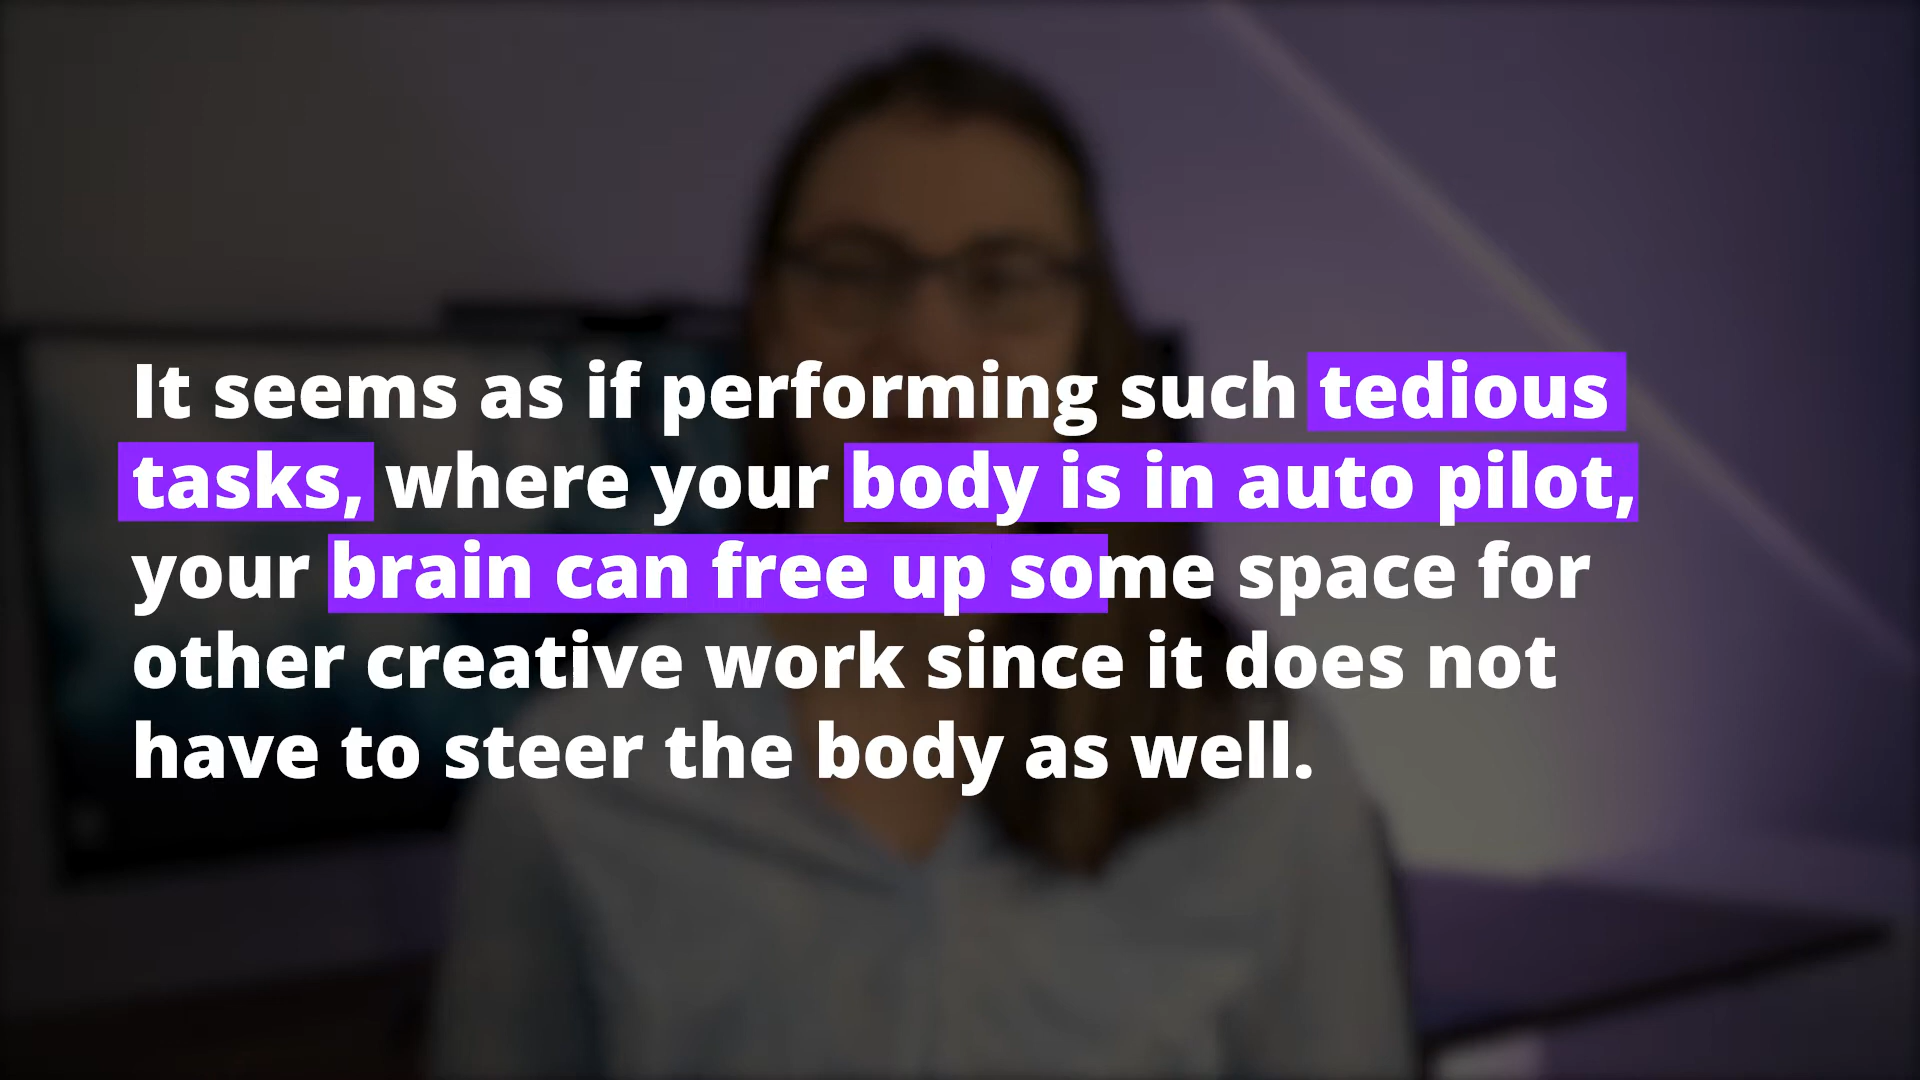 It seems as if performing such tedious
tasks, where your body is in auto pilot,
your brain can free up some space for
other creative work since it does not
have to steer the body as well.